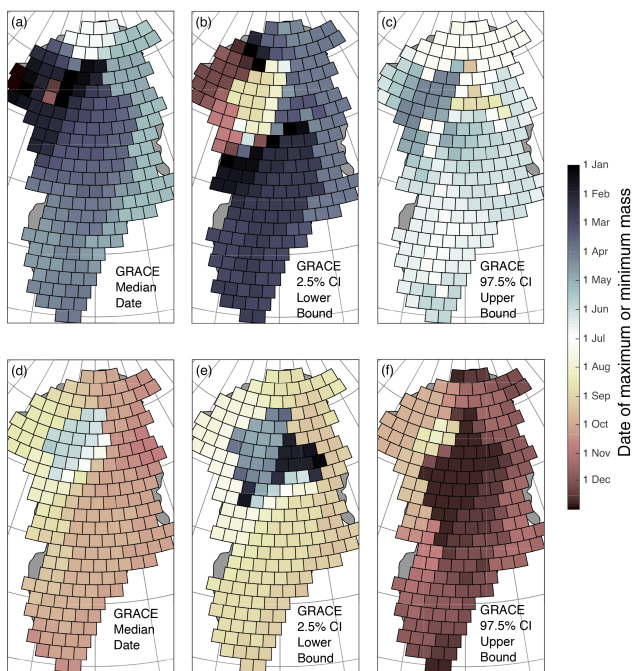 (a)
GRACE
Median
Date
(b)
GRACE
2.5% CI
Lower
Bound
(c)
GRACE
97.5% CI
Upper
Bound
(d)
GRACE
Median
Date
(e)
GRACE
2.5% CI
Lower
Bound
(f)
GRACE
97.5% CI
Upper
Bound
1 Jan
1 Feb
1 Mar
1 Apr
1 May
1 Jun
1 Jul
1 Aug
1 Sep
1 Oct
1 Nov
1 Dec
Date of maximum or minimum mass